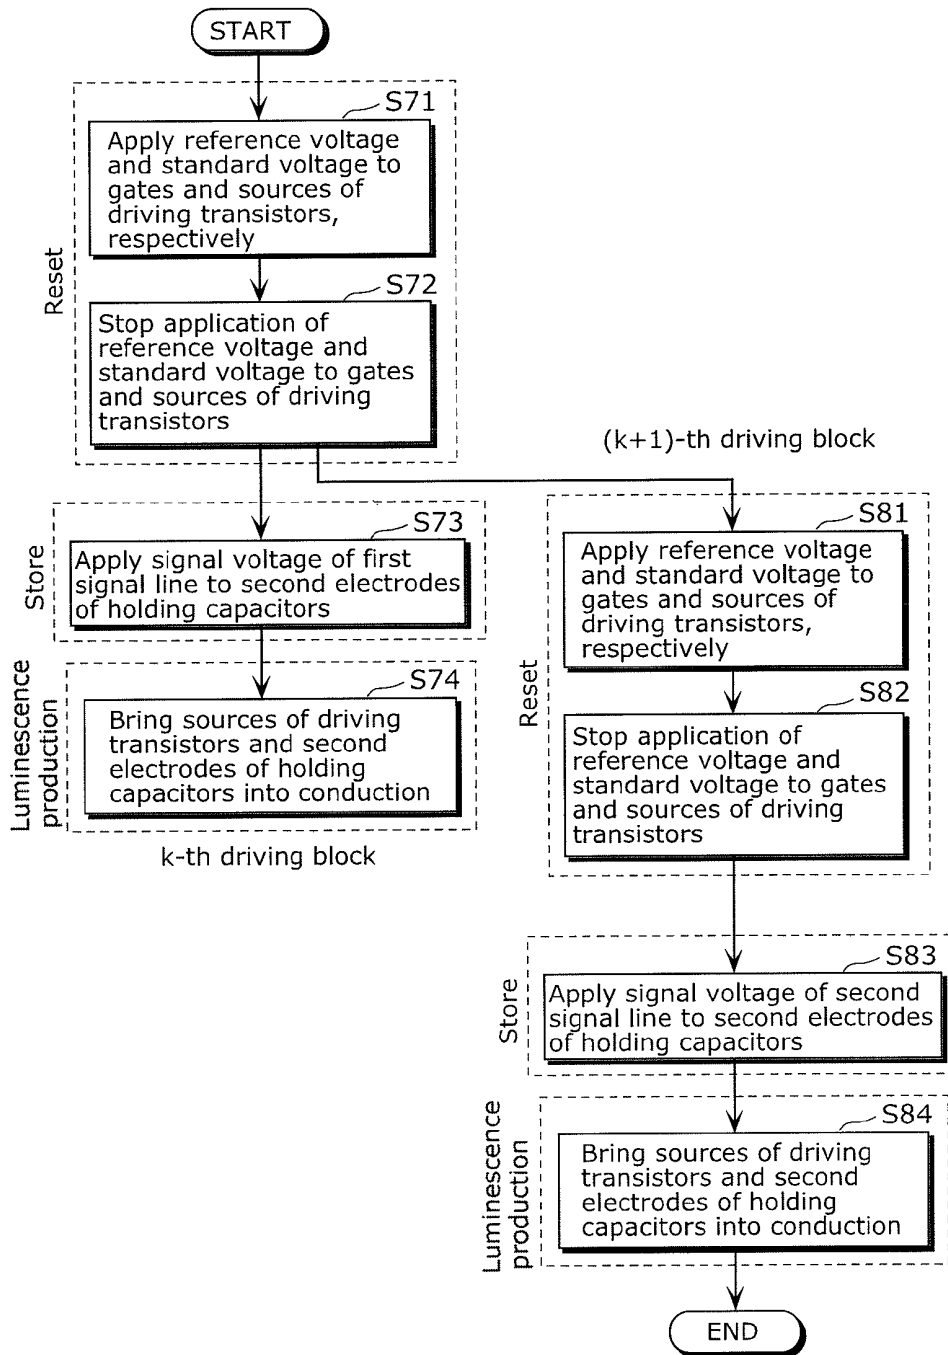 START
S71
Apply reference voltage
and standard voltage to
gates and sources of
driving transistors,
respectively
Reset
S72
Stop application of
reference voltage and
standard voltage to gates
and sources of driving
transistors
S73
Apply signal voltage of first
signal line to second electrodes
of holding capacitors
Store
S74
Bring sources of driving
transistors and second
electrodes of holding
capacitors into conduction
Luminescence
production
k-th driving block
(k+1)-th driving block
S81
Apply reference voltage
and standard voltage to
gates and sources of
driving transistors,
respectively
Reset
S82
Stop application of
reference voltage and
standard voltage to gates
and sources of driving
transistors
S83
Apply signal voltage of second
signal line to second electrodes
of holding capacitors
Store
S84
Bring sources of driving
transistors and second
electrodes of holding
capacitors into conduction
Luminescence
production
END